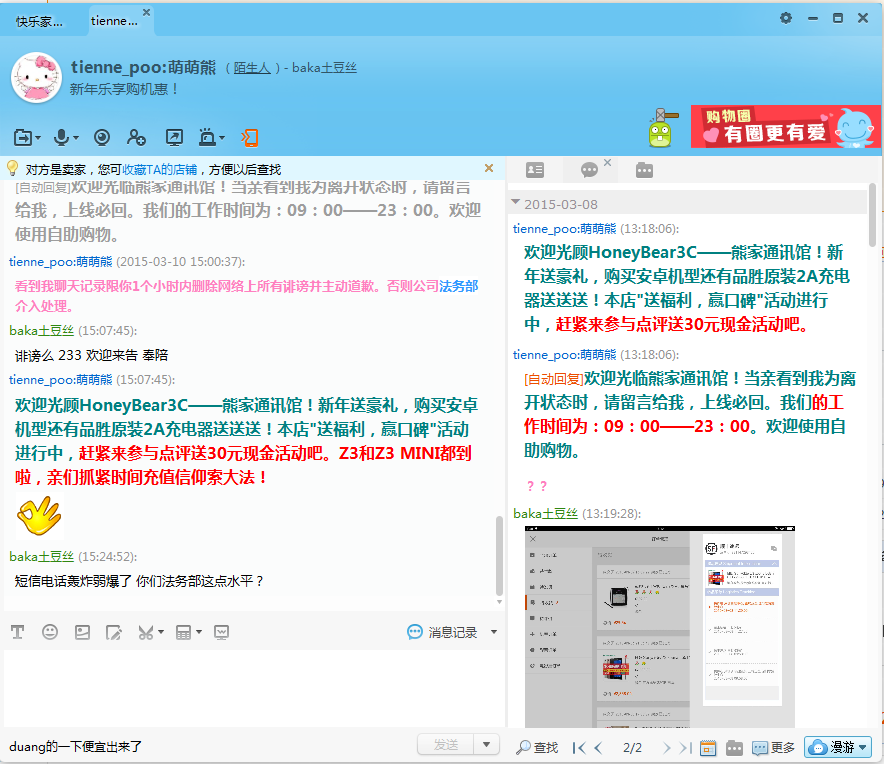 快乐家...
tienne...
tienne_poo:萌萌熊 ( 陌生人 ) - baka土豆丝
新年乐享购机惠！
购物圈
有圈更有爱
对方是卖家，您可收藏TA的店铺，方便以后查找
[自动回复]欢迎光临熊家通讯馆！当亲看到我为离开状态时，请留言
给我，上线必回。我们的工作时间为：09：00——23：00。欢迎
使用自助购物。
tienne_poo:萌萌熊 (2015-03-10 15:00:37):
看到我聊天记录限你1个小时内删除网络上所有诽谤并主动道歉。否则公司法务部
介入处理。
baka土豆丝 (15:07:45):
诽谤么 233 欢迎来告 奉陪
tienne_poo:萌萌熊 (15:07:45):
欢迎光顾HoneyBear3C——熊家通讯馆！新年送豪礼，购买安卓
机型还有品胜原装2A充电器送送送！本店"送福利，赢口碑"活动
进行中，赶紧来参与点评送30元现金活动吧。Z3和Z3 MINI都到
啦，亲们抓紧时间充值信仰索大法！
baka土豆丝 (15:24:52):
短信电话轰炸弱爆了 你们法务部这点水平？
消息记录
duang的一下便宜出来了
发送
2015-03-08
tienne_poo:萌萌熊 (13:18:06):
欢迎光顾HoneyBear3C——熊家通讯馆！新
年送豪礼，购买安卓机型还有品胜原装2A充电
器送送送！本店"送福利，赢口碑"活动进行
中，赶紧来参与点评送30元现金活动吧。
tienne_poo:萌萌熊 (13:18:06):
[自动回复]欢迎光临熊家通讯馆！当亲看到我为离
开状态时，请留言给我，上线必回。我们的工
作时间为：09：00——23：00。欢迎使用自
助购物。
？？
baka土豆丝 (13:19:28):
查找
2/2
更多
漫游